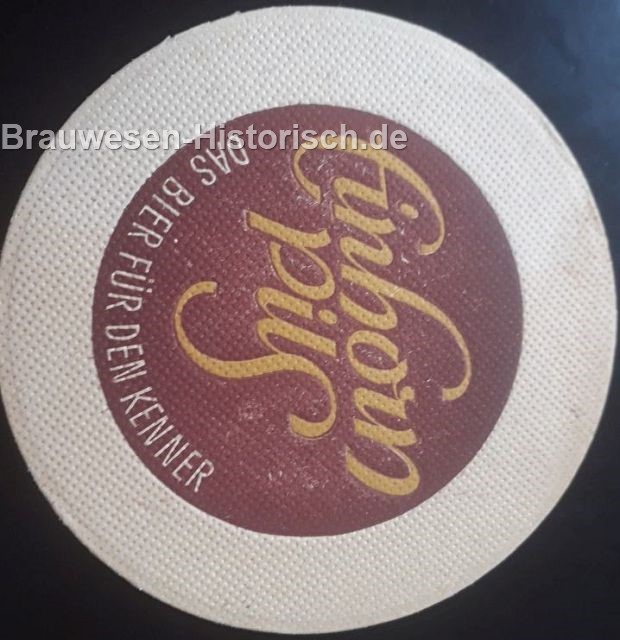 Brauwesen-Historisch.de
Einhorn
pils
DAS BIER FÜR DEN KENNER